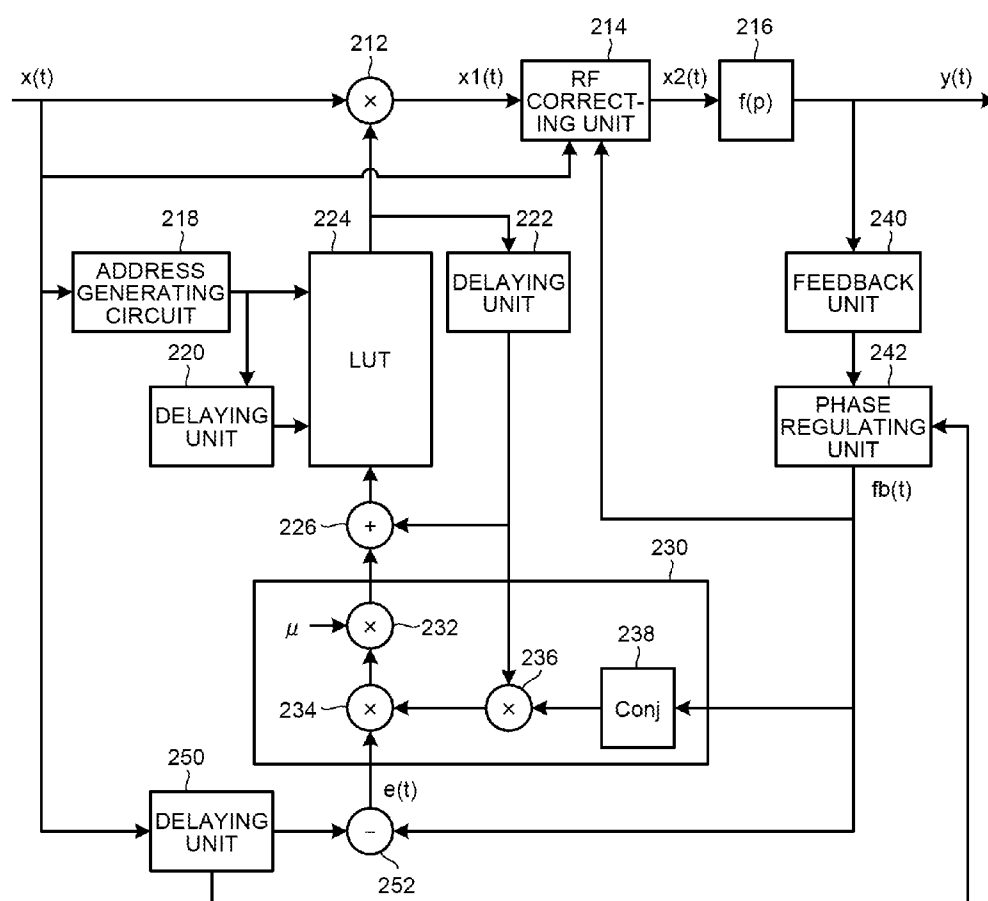 212
214
216
x(t)
x1(t)
x2(t)
y(t)
×
RF
CORRECT-
ING UNIT
f(p)
218
224
222
240
ADDRESS
GENERATING
CIRCUIT
DELAYING
UNIT
FEEDBACK
UNIT
LUT
220
242
DELAYING
UNIT
PHASE
REGULATING
UNIT
fb(t)
226
+
230
μ
×
232
238
236
234
×
×
Conj
250
e(t)
DELAYING
UNIT
−
252